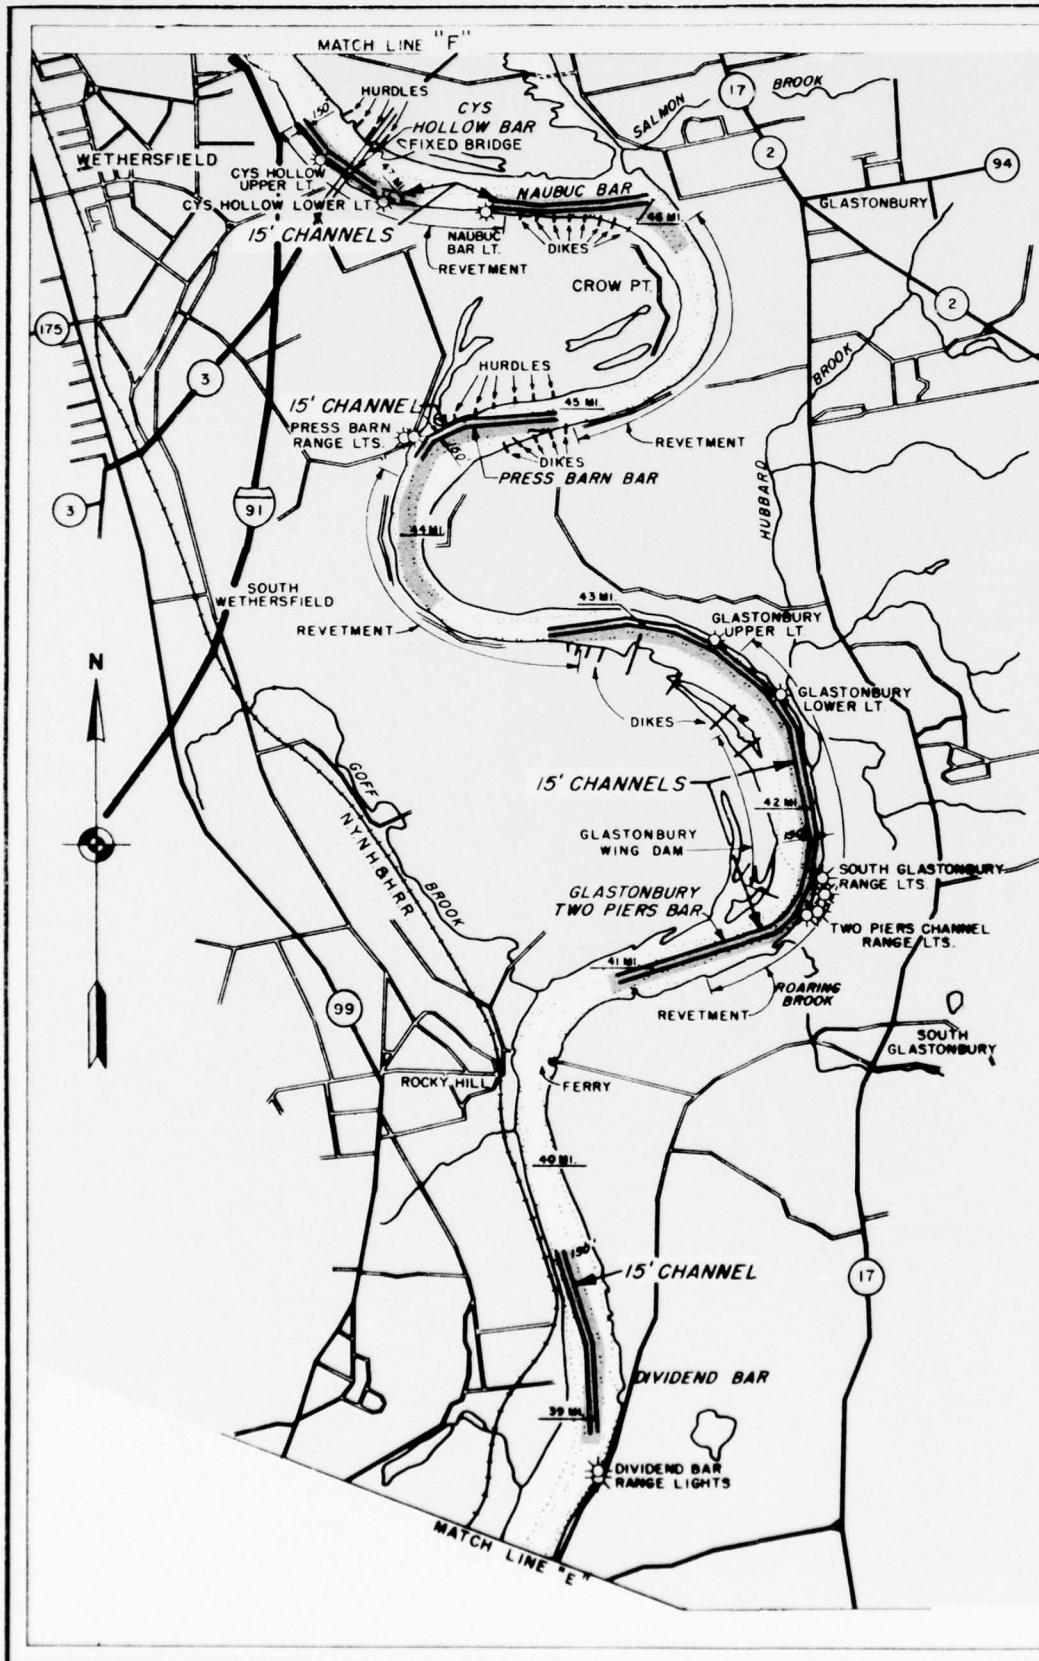 MATCH LINE "F"
HURDLES
CYS
HOLLOW BAR
FIXED BRIDGE
150'
WETHERSFIELD
CYS HOLLOW
UPPER LT.
CYS HOLLOW LOWER LT.
15' CHANNELS
47 MI.
NAUBUC BAR
NAUBUC
BAR LT.
REVETMENT
DIKES
46 MI.
CROW PT.
SALMON BROOK
17
2
94
GLASTONBURY
2
175
3
3
91
HURDLES
15' CHANNEL
PRESS BARN
RANGE LTS.
150'
45 MI.
REVETMENT
DIKES
PRESS BARN BAR
44 MI.
HUBBARD BROOK
SOUTH
WETHERSFIELD
REVETMENT
43 MI.
GLASTONBURY
UPPER LT.
GLASTONBURY
LOWER LT.
DIKES
N
15' CHANNELS
42 MI.
150'
GLASTONBURY
WING DAM
GLASTONBURY
TWO PIERS BAR
SOUTH GLASTONBURY
RANGE LTS.
TWO PIERS CHANNEL
RANGE LTS.
GOFF BROOK
NYNH&HRR
41 MI.
REVETMENT
ROARING
BROOK
SOUTH
GLASTONBURY
99
ROCKY HILL
FERRY
40 MI.
150'
15' CHANNEL
17
DIVIDEND BAR
39 MI.
DIVIDEND BAR
RANGE LIGHTS
MATCH LINE "E"